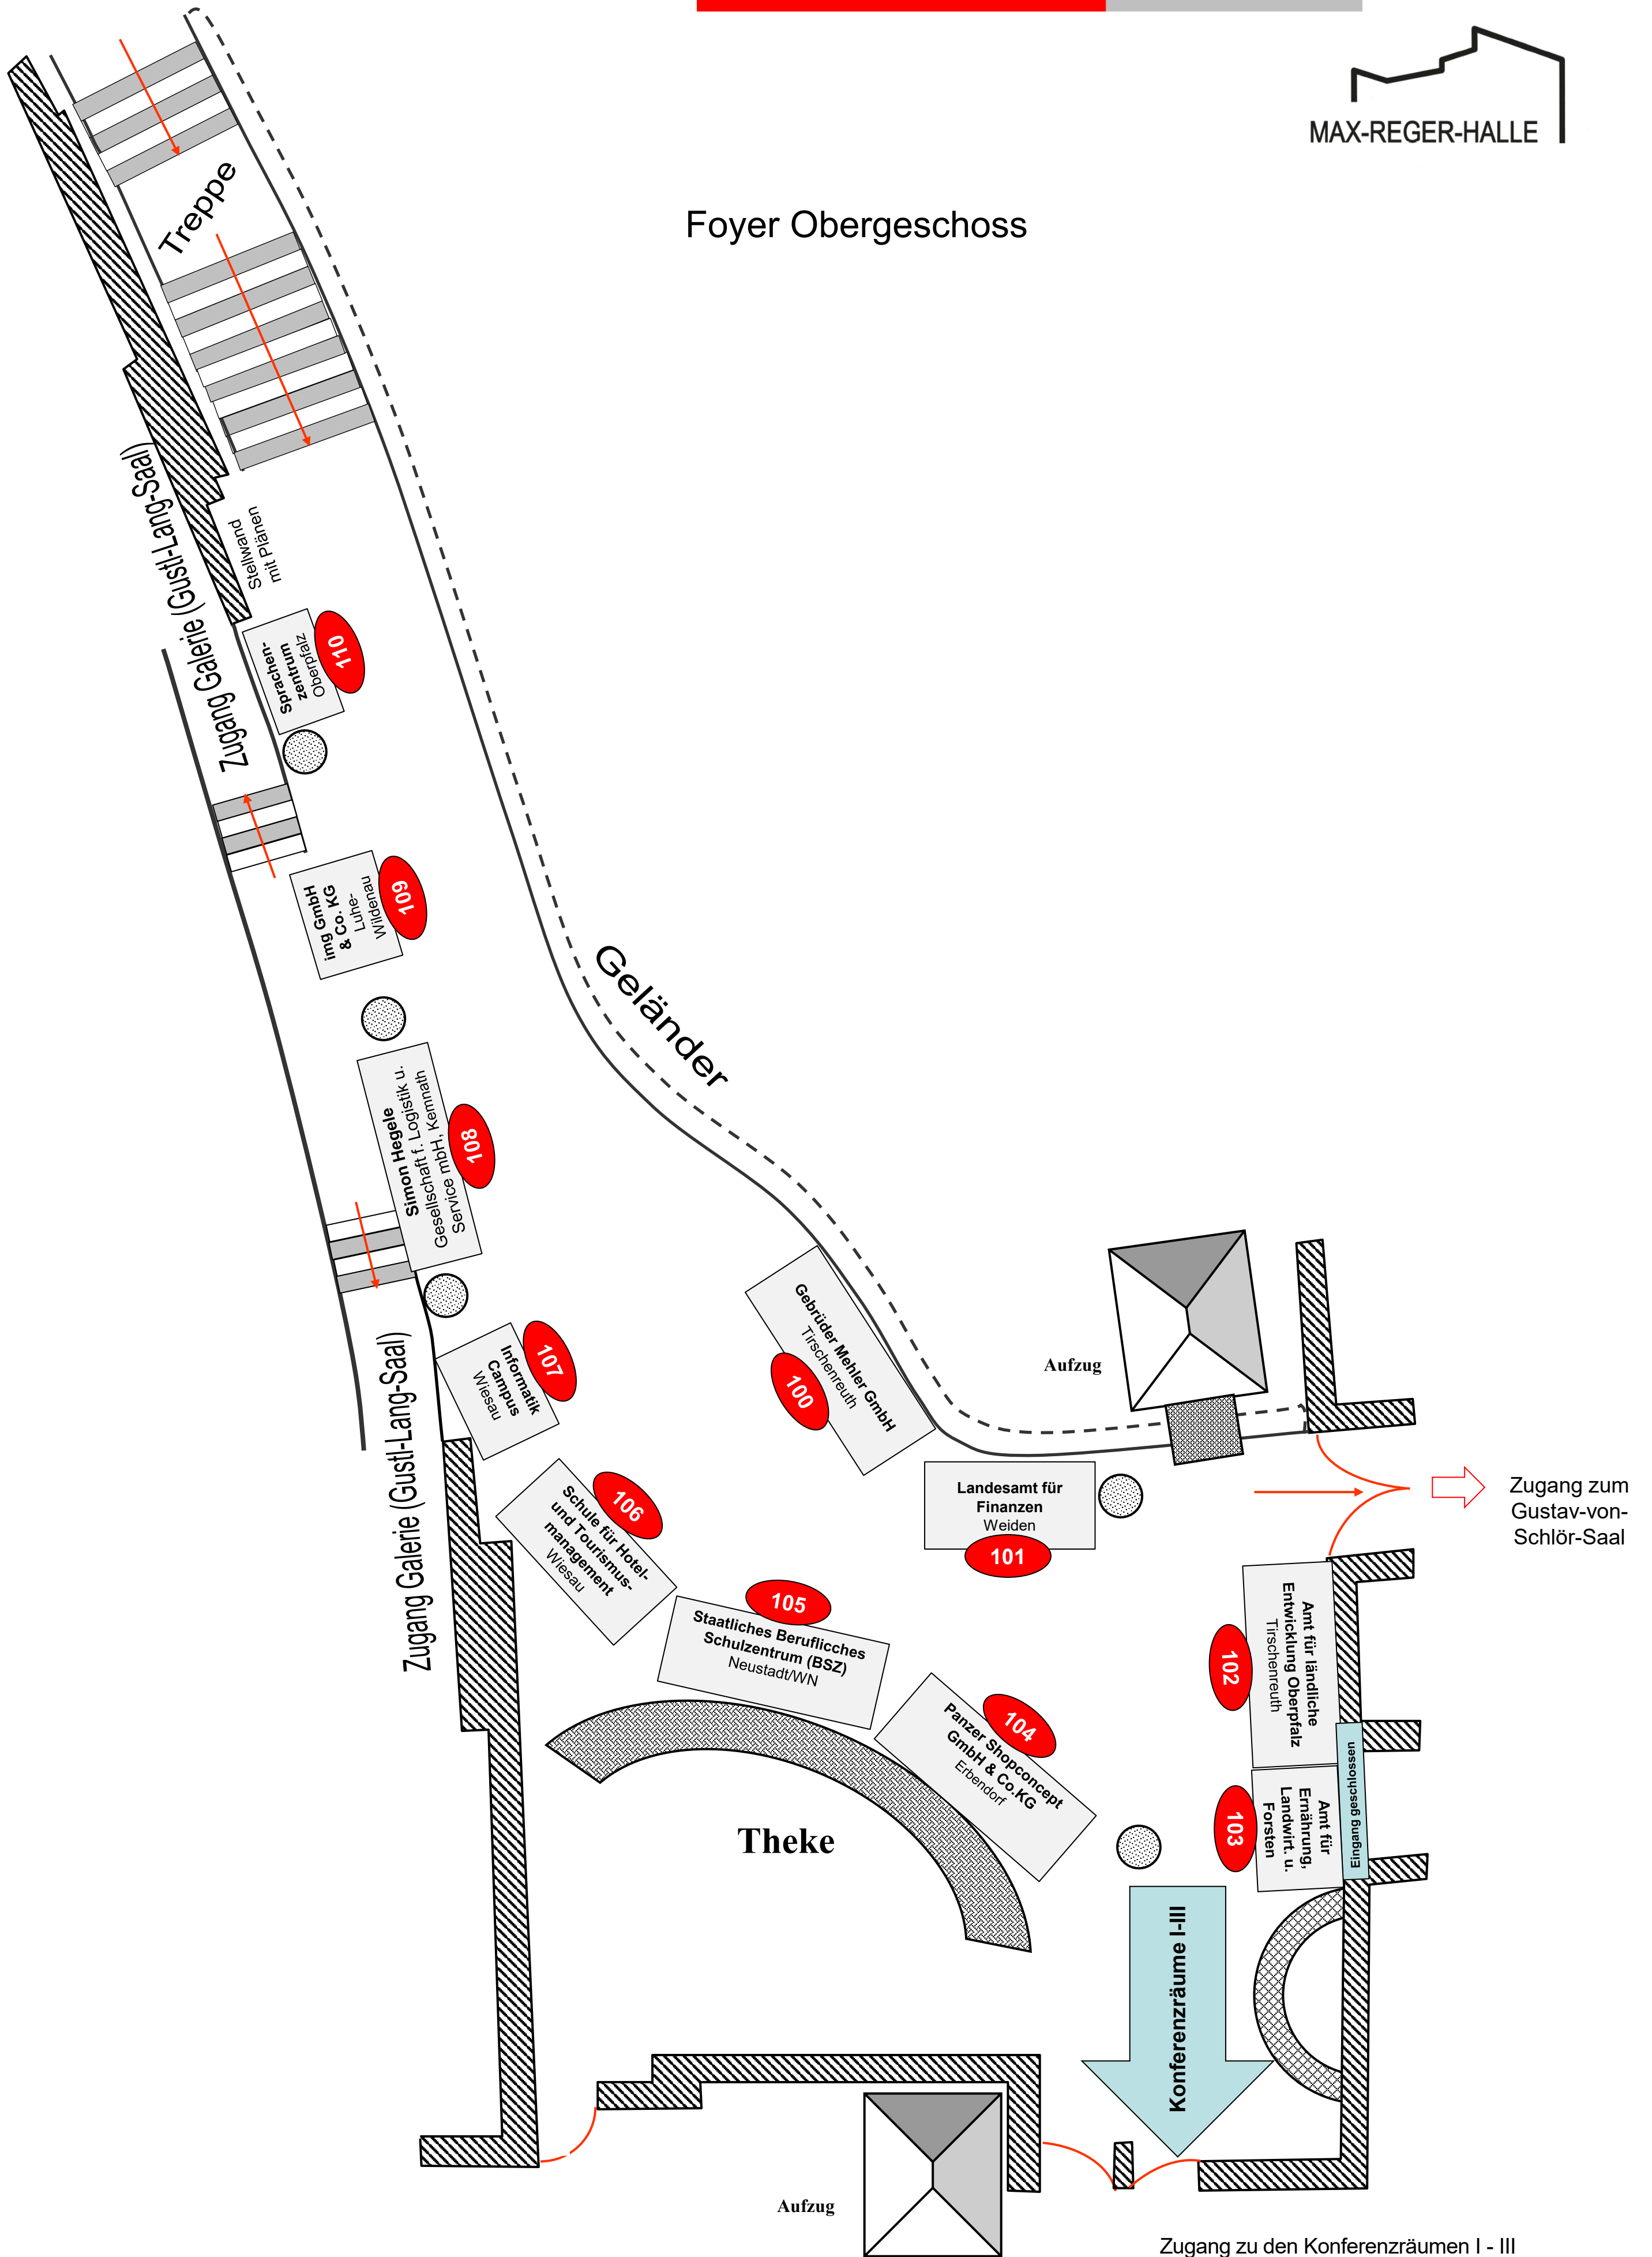 MAX-REGER-HALLE
Foyer Obergeschoss
Treppe
Zugang Galerie (Gustl-Lang-Saal)
Stellwand
mit Plänen
Sprachen-
zentrum
Oberpfalz
110
img GmbH
& Co. KG
Luhe-
Wildenau
109
Geländer
Simon Hegele
Gesellschaft f. Logistik u.
Service mbH, Kemnath
108
Zugang Galerie (Gustl-Lang-Saal)
Informatik
Campus
Wiesau
107
Gebrüder Mehler GmbH
Tirschenreuth
100
Aufzug
Landesamt für
Finanzen
Weiden
101
Zugang zum
Gustav-von-
Schlör-Saal
Schule für Hotel-
und Tourismus-
management
Wiesau
106
Staatliches Beruflicches
Schulzentrum (BSZ)
Neustadt/WN
105
Amt für ländliche
Entwicklung Oberpfalz
Tirschenreuth
102
Panzer Shopconcept
GmbH & Co.KG
Erbendorf
104
Amt für
Ernährung,
Landwirt. u.
Forsten
103
Eingang geschlossen
Theke
Konferenzräume I-III
Aufzug
Zugang zu den Konferenzräumen I - III